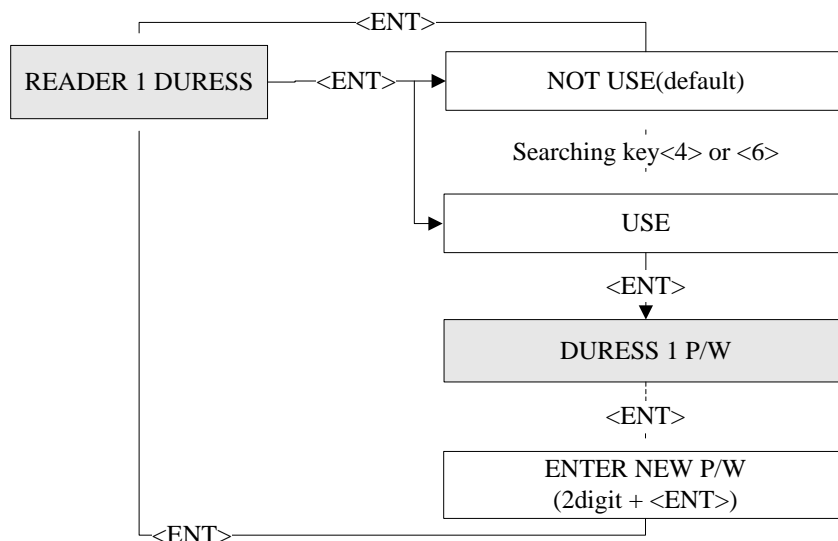 <ENT>
READER 1 DURESS
<ENT>
NOT USE(default)
Searching key<4> or <6>
USE
<ENT>
DURESS 1 P/W
<ENT>
ENTER NEW P/W
(2digit + <ENT>)
<ENT>